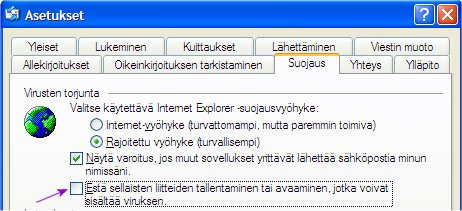 Asetukset
Yleiset Lukeminen Kuittaukset Lähettäminen Viestin muoto
Allekirjoitukset Oikeinkirjoituksen tarkistaminen Suojaus Yhteys Ylläpito
Virusten torjunta
Valitse käytettävä Internet Explorer -suojausvyöhyke:
Internet-vyöhyke (turvattomampi, mutta paremmin toimiva)
Rajoitettu vyöhyke (turvallisempi)
Näytä varoitus, jos muut sovellukset yrittävät lähettää sähköpostia minun
nimissäni.
Estä sellaisten liitteiden tallentaminen tai avaaminen, jotka voivat
sisältää viruksen.